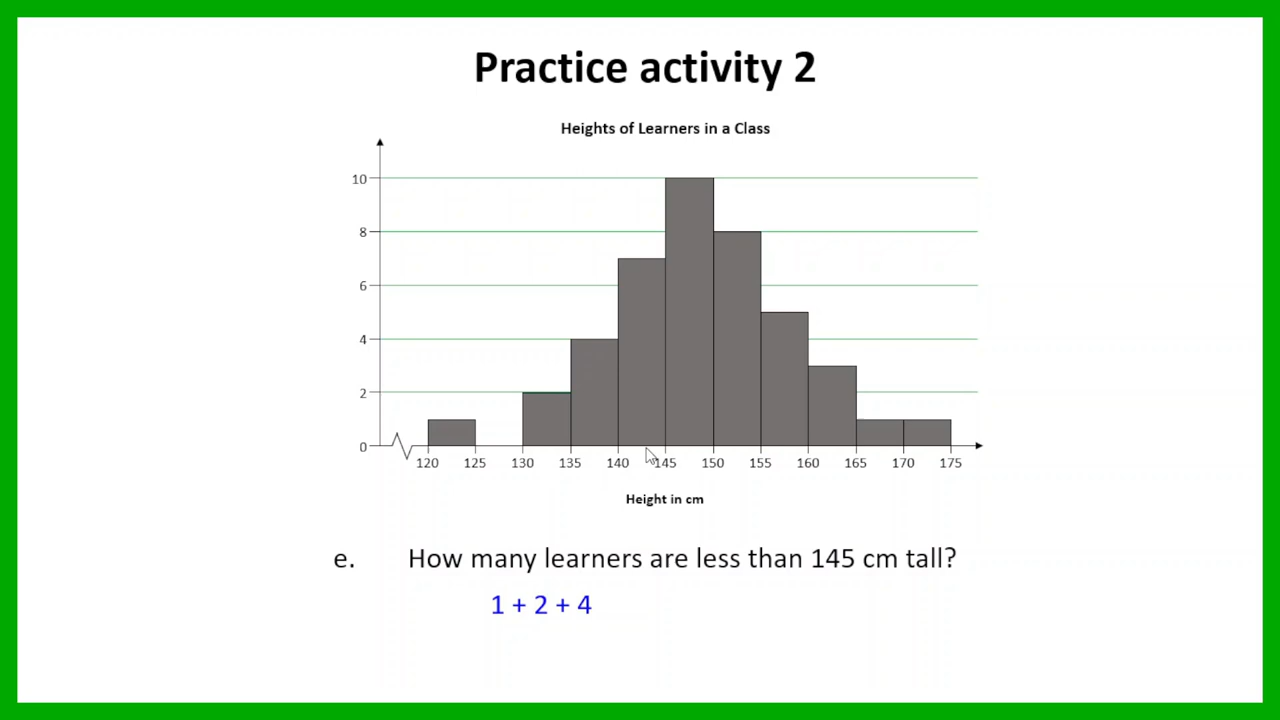 Practice activity 2
Heights of Learners in a Class
10
8
6
4
2
0
120 125 130 135 140 145 150 155 160 165 170 175
Height in cm
e. How many learners are less than 145 cm tall?
1 + 2 + 4